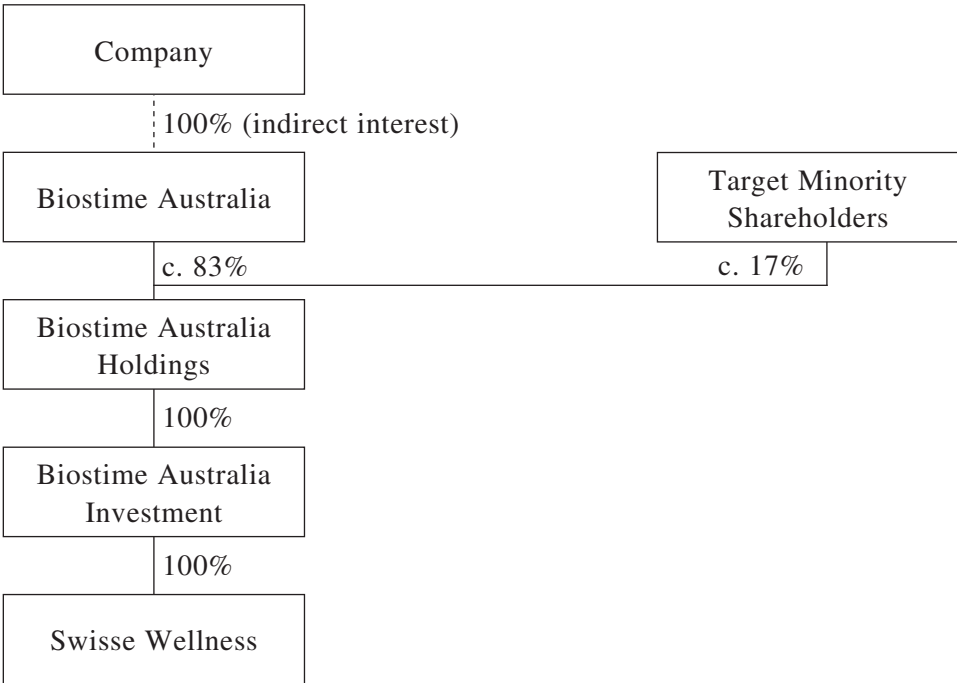 Company
100% (indirect interest)
Biostime Australia
Target Minority
Shareholders
c. 83%
c. 17%
Biostime Australia
Holdings
100%
Biostime Australia
Investment
100%
Swisse Wellness